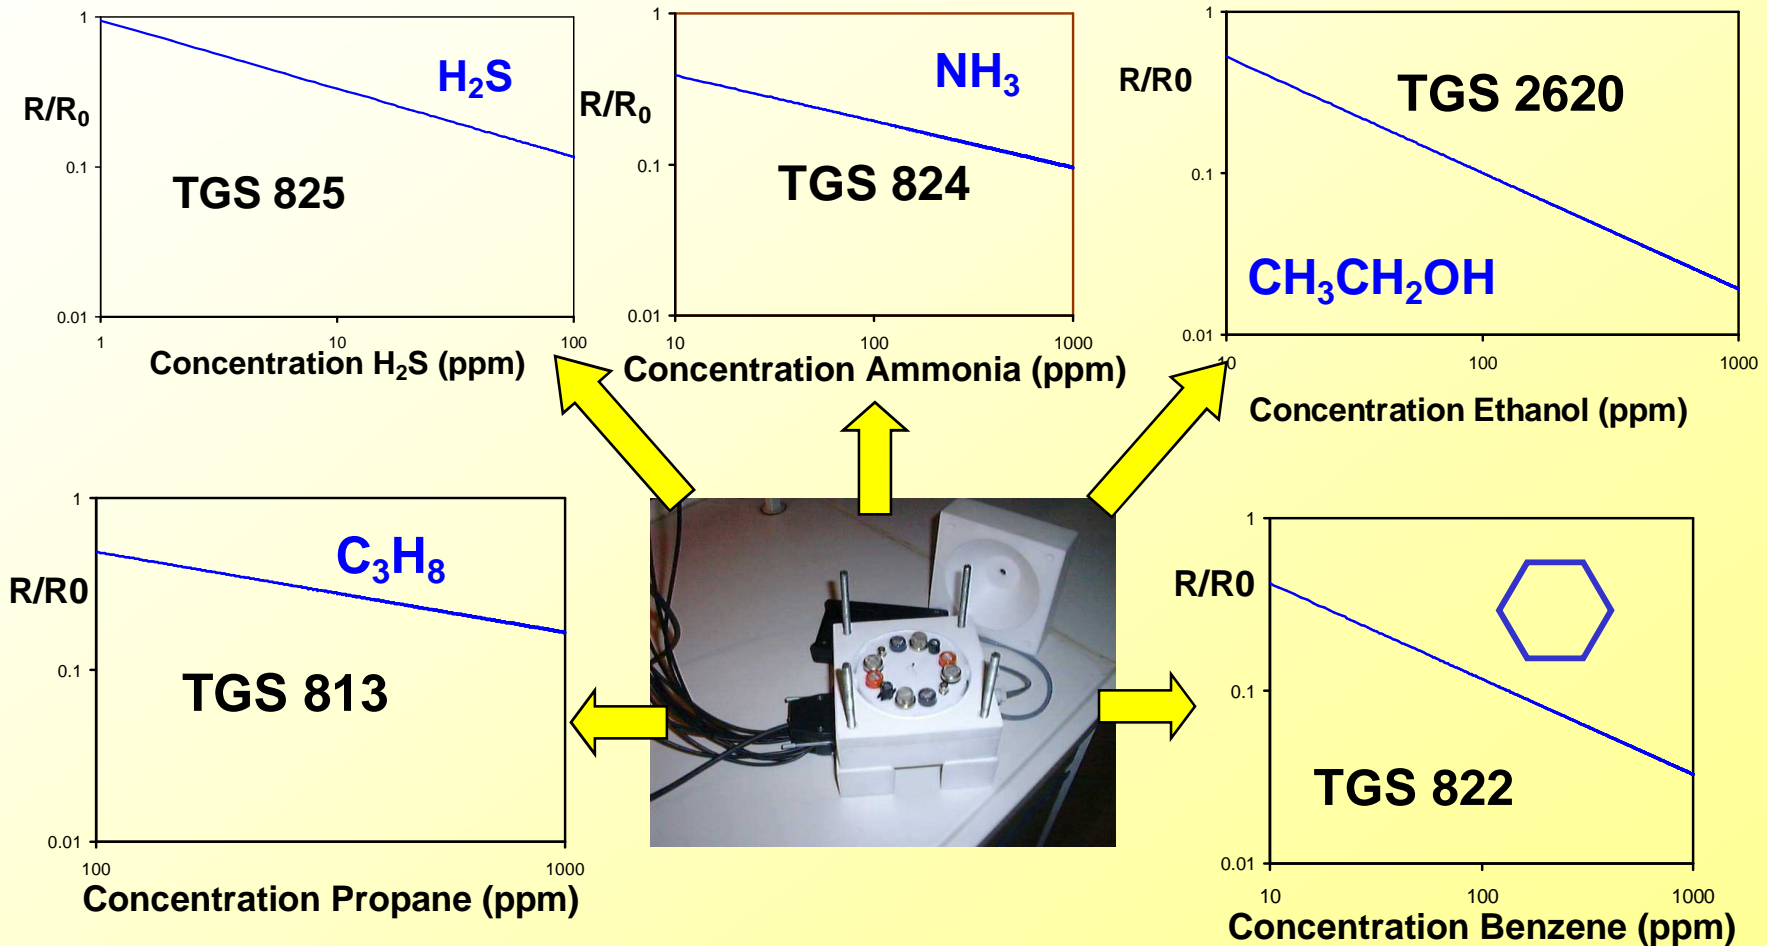 1
R/R₀
H₂S
0.1
TGS 825
0.01
1
10
100
Concentration H₂S (ppm)
1
R/R₀
NH₃
0.1
TGS 824
0.01
10
100
1000
Concentration Ammonia (ppm)
1
R/R0
TGS 2620
0.1
CH₃CH₂OH
0.01
10
100
1000
Concentration Ethanol (ppm)
1
C₃H₈
R/R0
0.1
TGS 813
0.01
100
1000
Concentration Propane (ppm)
1
R/R0
0.1
TGS 822
0.01
10
100
1000
Concentration Benzene (ppm)